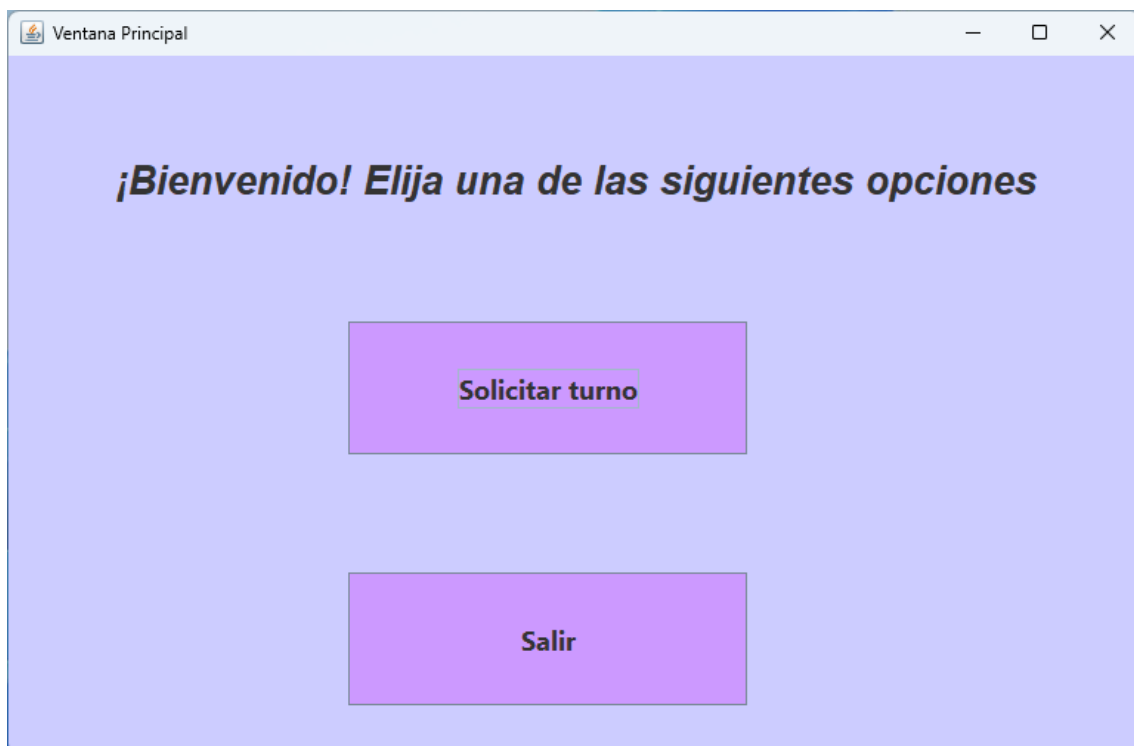 Ventana Principal
¡Bienvenido! Elija una de las siguientes opciones
Solicitar turno
Salir